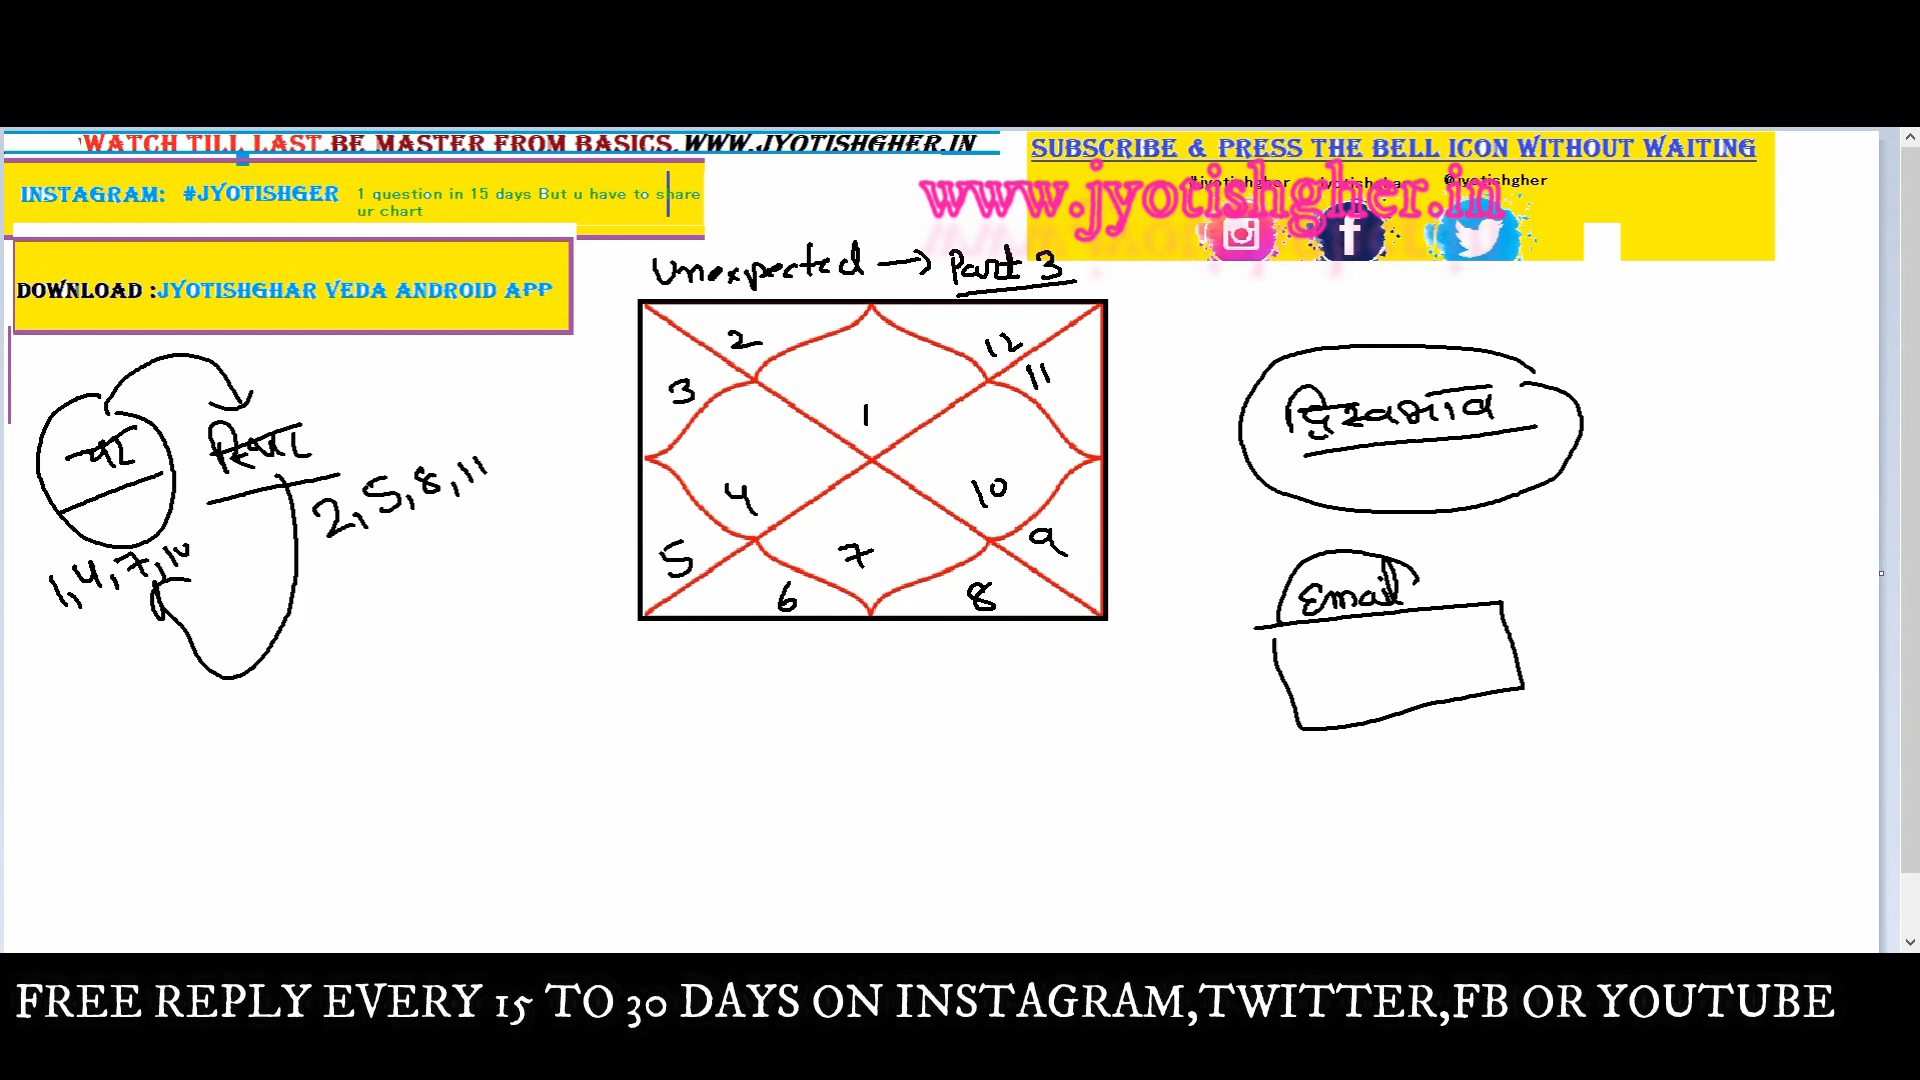 WATCH TILL LAST.BE MASTER FROM BASICS.WWW.JYOTISHGHER.IN
SUBSCRIBE & PRESS THE BELL ICON WITHOUT WAITING
INSTAGRAM: #JYOTISHGER
1 question in 15 days But u have to share
ur chart
@jyotishgher
www.jyotishgher.in
DOWNLOAD :JYOTISHGHAR VEDA ANDROID APP
Unexpected → Part 3
2
12
3
11
1
4
10
5
7
9
6
8
चर
स्थिर
2, 5, 8, 11
1, 4, 7, 10
द्विस्वभाव
Email
FREE REPLY EVERY 15 TO 30 DAYS ON INSTAGRAM,TWITTER,FB OR YOUTUBE